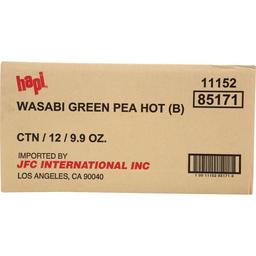 hapi
11152
WASABI GREEN PEA HOT (B)
85171
CTN / 12 / 9.9 OZ.
IMPORTED BY
JFC INTERNATIONAL INC
LOS ANGELES, CA 90040